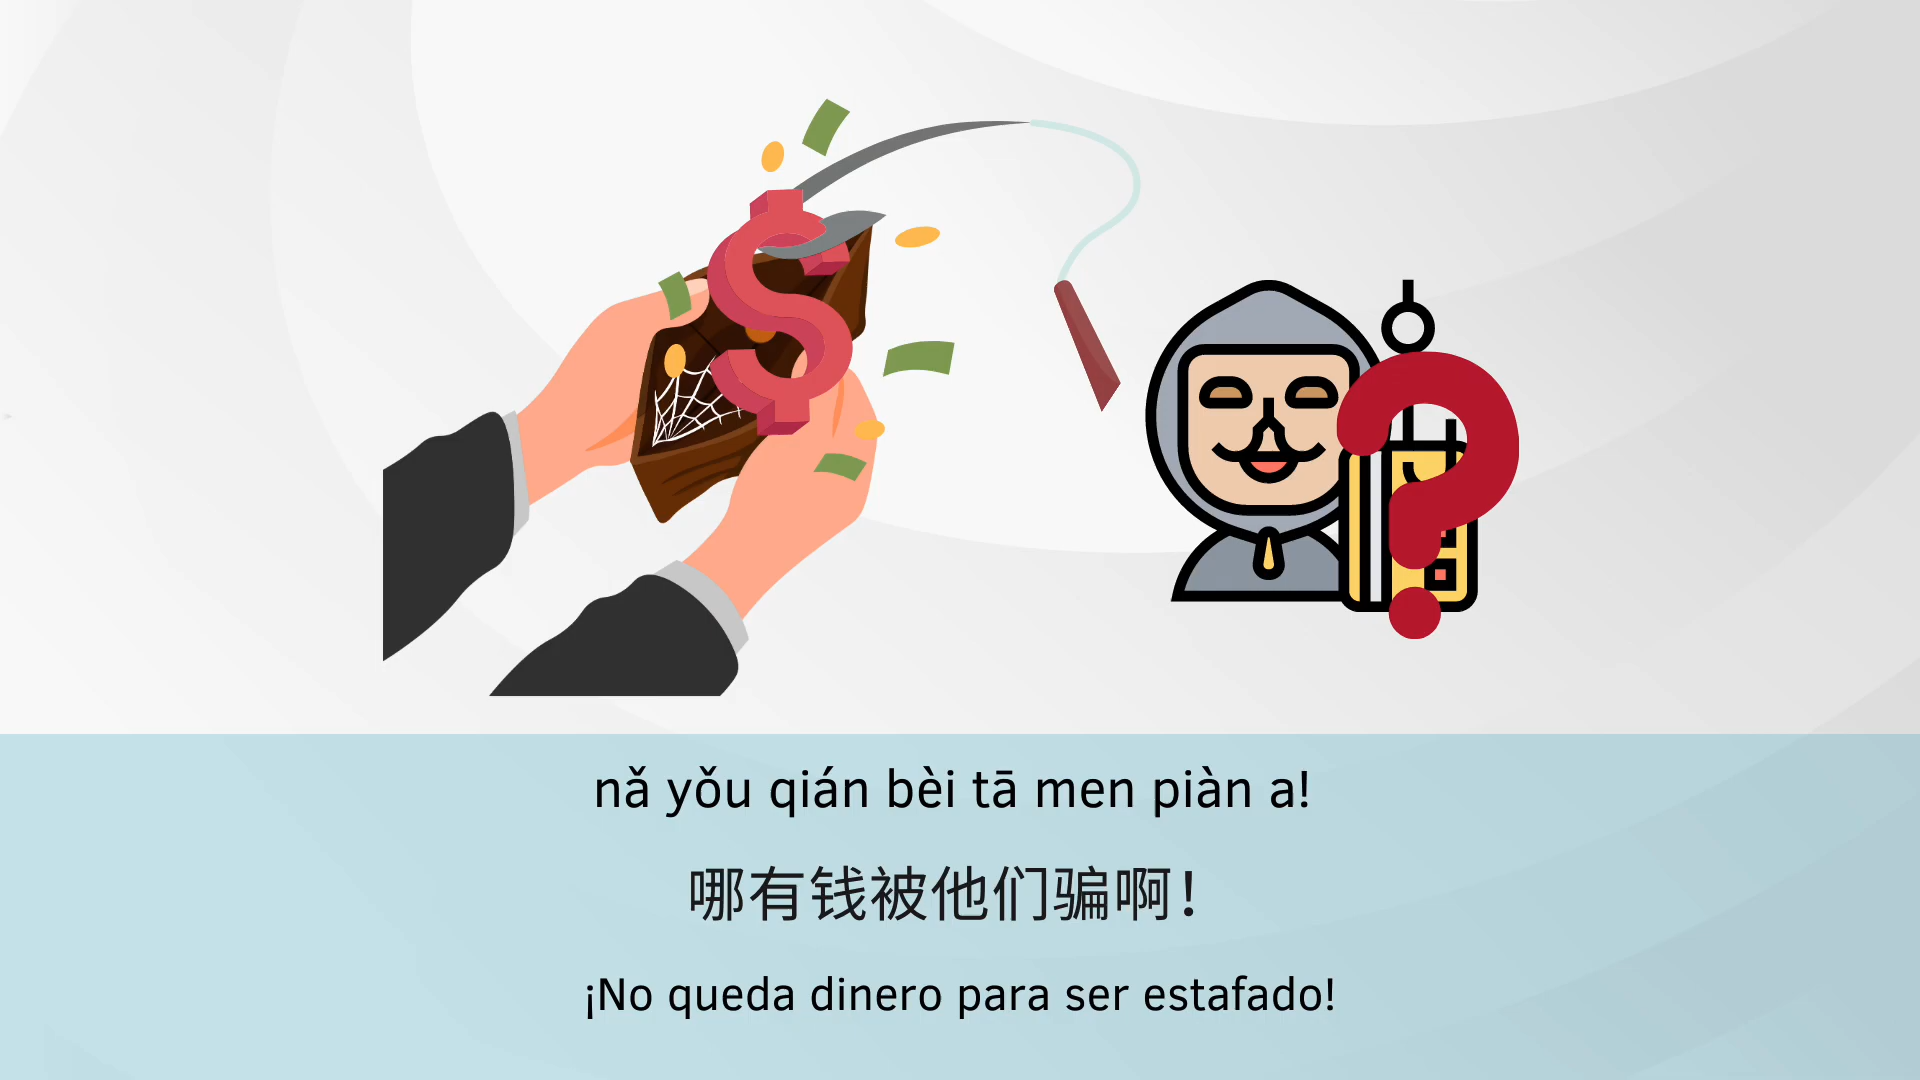 nǎ yǒu qián bèi tā men piàn a!
哪有钱被他们骗啊！
¡No queda dinero para ser estafado!